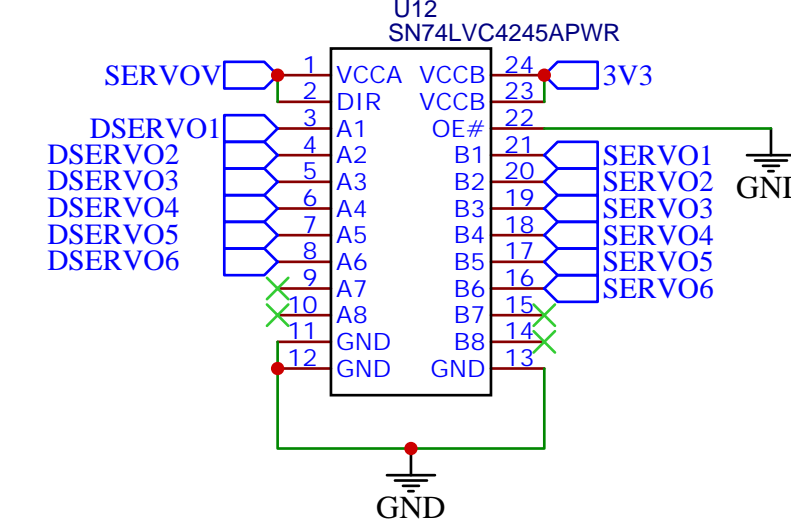 U12
SN74LVC4245APWR
SERVOV 1 VCCA VCCB 24 3V3
2 DIR VCCB 23
DSERVO1 3 A1 OE# 22
DSERVO2 4 A2 B1 21 SERVO1
DSERVO3 5 A3 B2 20 SERVO2
DSERVO4 6 A4 B3 19 SERVO3
DSERVO5 7 A5 B4 18 SERVO4
DSERVO6 8 A6 B5 17 SERVO5
9 A7 B6 16 SERVO6
10 A8 B7 15
11 GND B8 14
12 GND GND 13
GND
GND